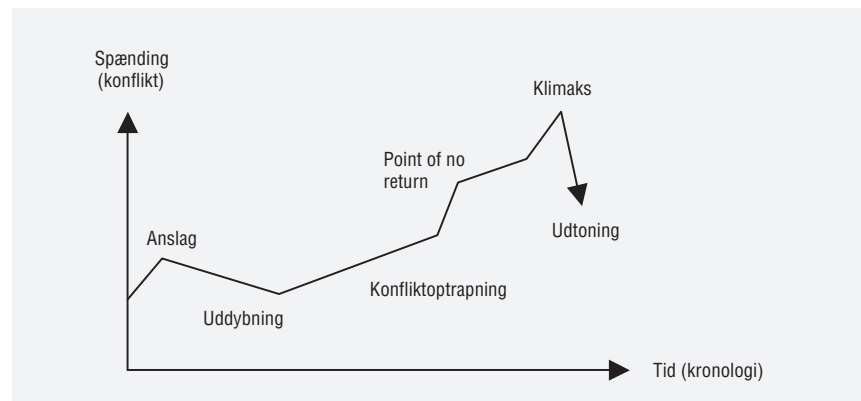 Spænding
(konflikt)
Klimaks
Point of no
return
Anslag
Udtoning
Konfliktoptrapning
Uddybning
Tid (kronologi)